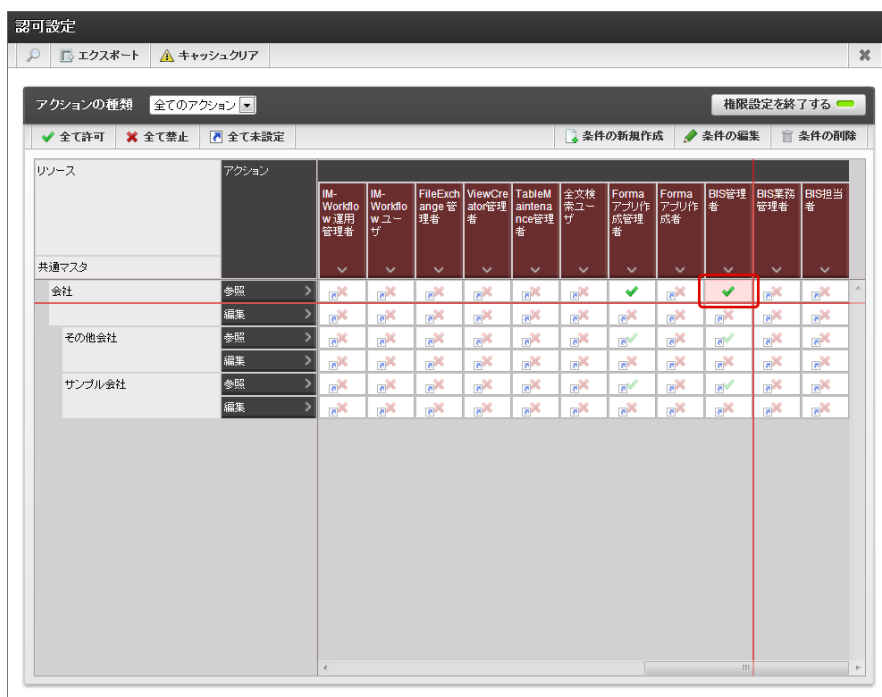 認可設定
エクスポート キャッシュクリア
アクションの種類 全てのアクション 権限設定を終了する
全て許可 全て禁止 全て未設定 条件の新規作成 条件の編集 条件の削除
リソース アクション
IM-Workflow 運用管理者
IM-Workflow ユーザ
FileExchange 管理者
ViewCreator管理者
TableMaintenance管理者
全文検索ユーザ
Formaアプリ作成管理者
Formaアプリ作成者
BIS管理者
BIS業務管理者
BIS担当者
共通マスタ
会社 参照
編集
その他会社 参照
編集
サンプル会社 参照
編集